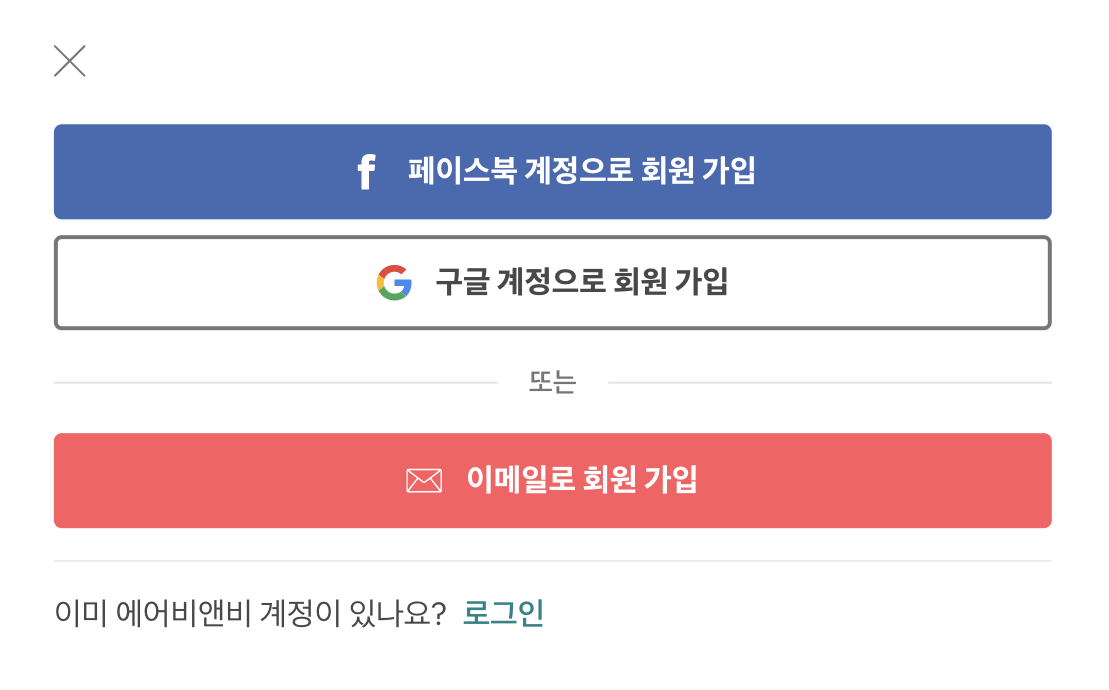 페이스북 계정으로 회원 가입
구글 계정으로 회원 가입
또는
이메일로 회원 가입
이미 에어비앤비 계정이 있나요? 로그인